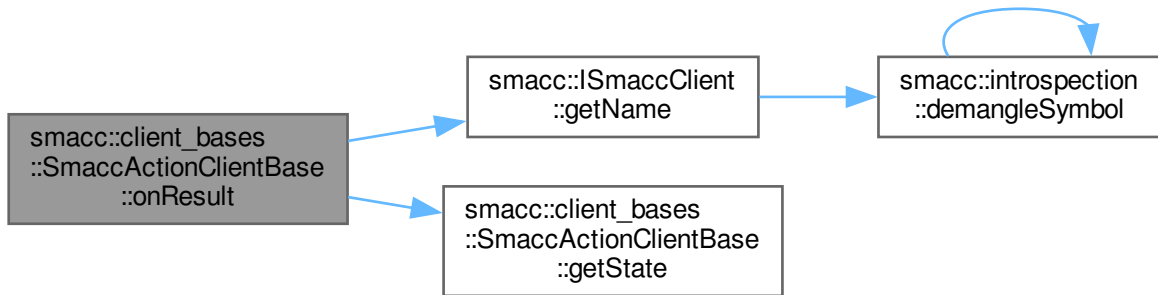 smacc::client_bases
::SmaccActionClientBase
::onResult
smacc::ISmaccClient
::getName
smacc::introspection
::demangleSymbol
smacc::client_bases
::SmaccActionClientBase
::getState